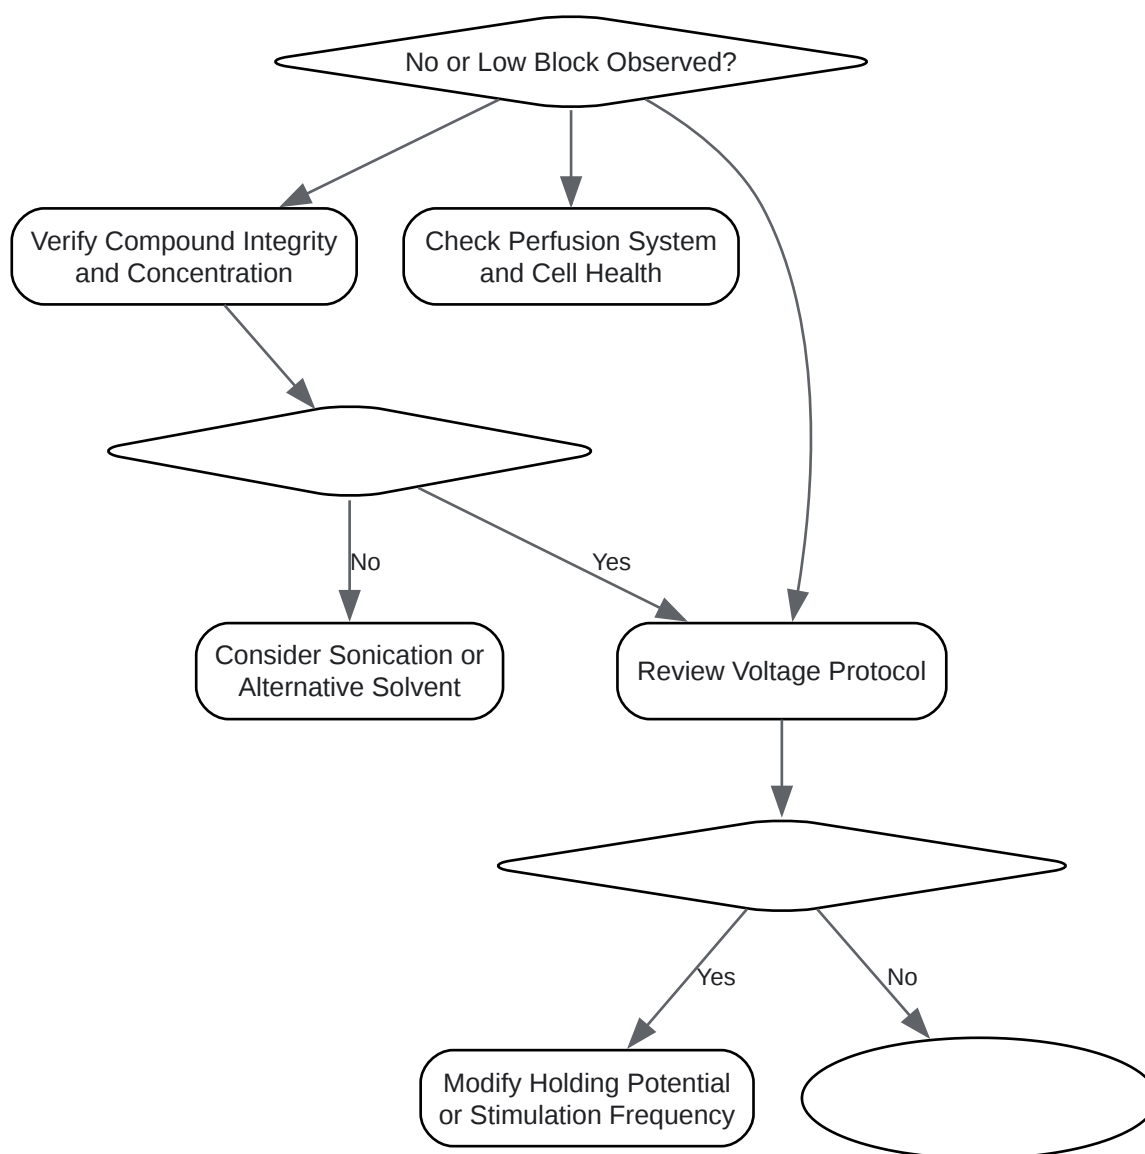 No or Low Block Observed?
Verify Compound Integrity
and Concentration
Check Perfusion System
and Cell Health
No
Yes
Consider Sonication or
Alternative Solvent
Review Voltage Protocol
Yes
No
Modify Holding Potential
or Stimulation Frequency